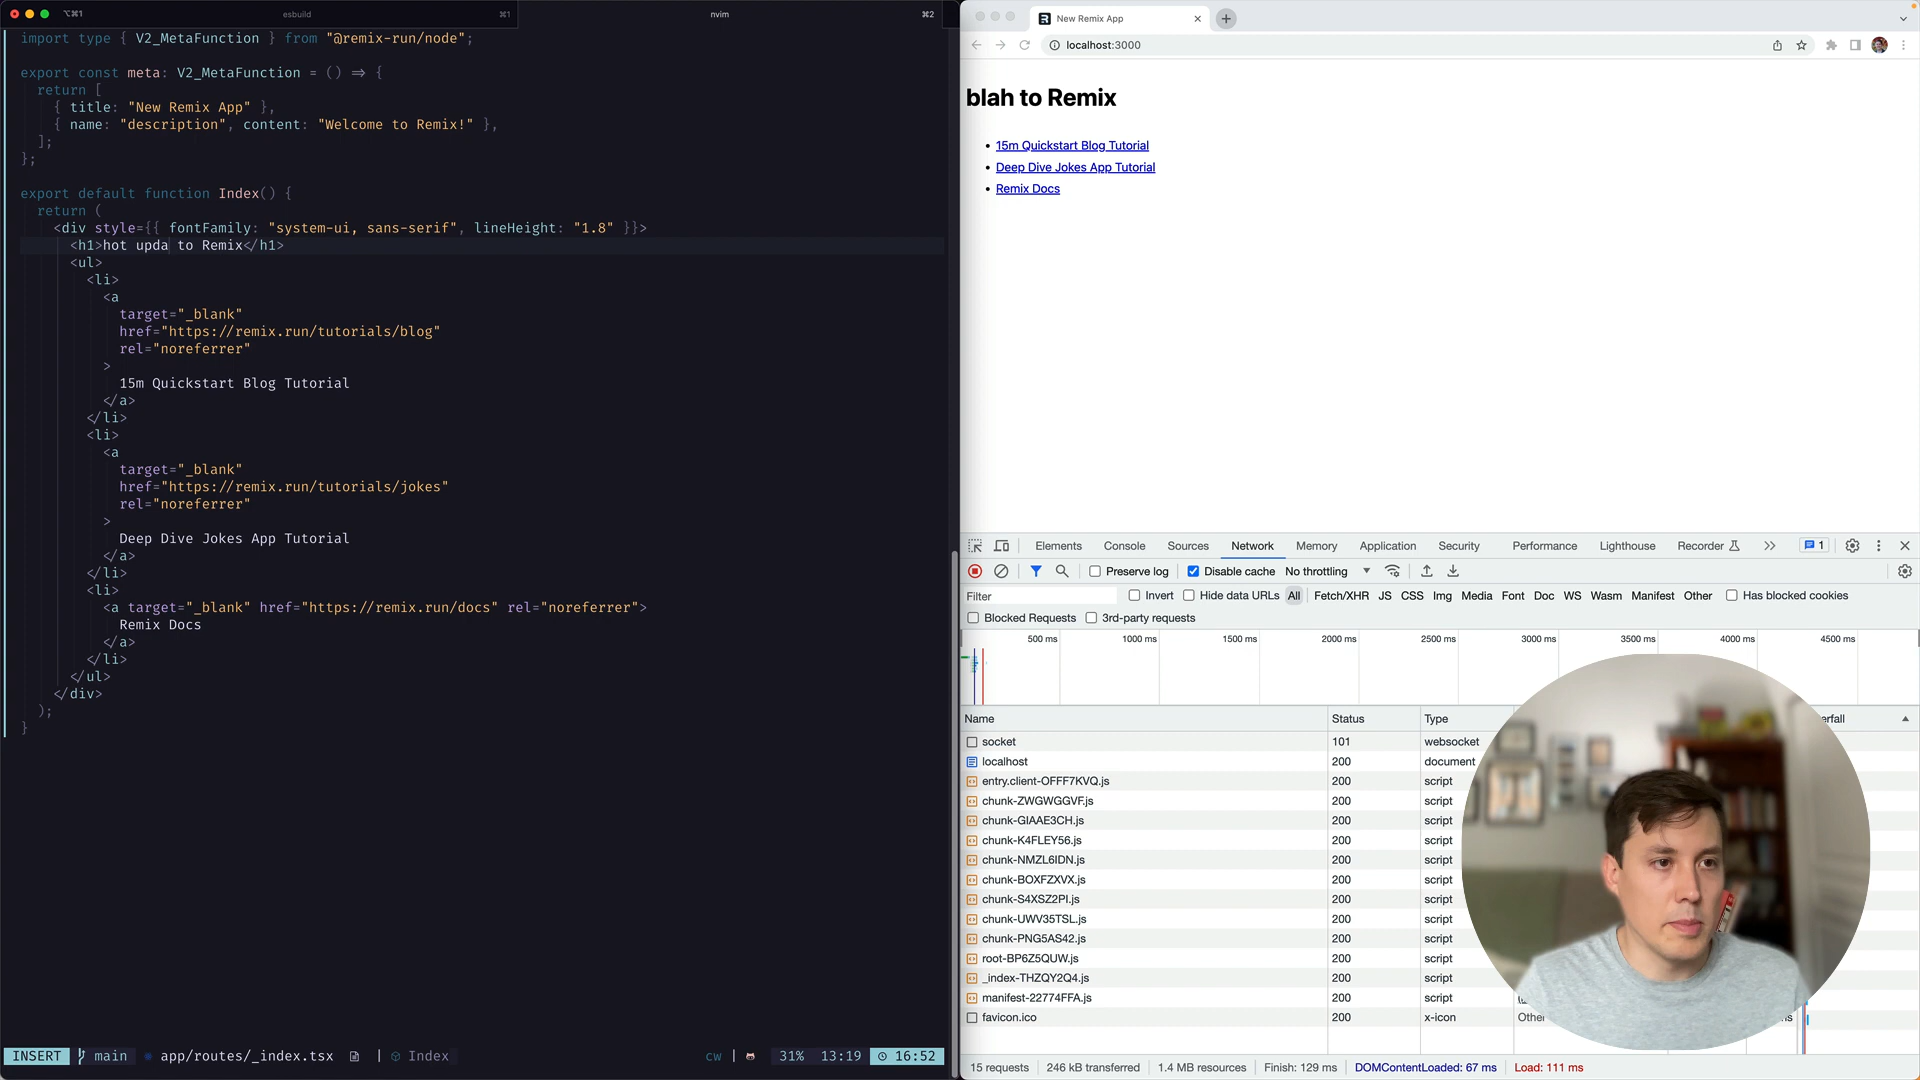 ⌥⌘1 esbuild ⌘1 nvim ⌘2
import type { V2_MetaFunction } from "@remix-run/node";
export const meta: V2_MetaFunction = () => {
return [
{ title: "New Remix App" },
{ name: "description", content: "Welcome to Remix!" },
];
};
export default function Index() {
return (
<div style={{ fontFamily: "system-ui, sans-serif", lineHeight: "1.8" }}>
<h1>hot upda to Remix</h1>
<ul>
<li>
<a
target="_blank"
href="https://remix.run/tutorials/blog"
rel="noreferrer"
>
15m Quickstart Blog Tutorial
</a>
</li>
<li>
<a
target="_blank"
href="https://remix.run/tutorials/jokes"
rel="noreferrer"
>
Deep Dive Jokes App Tutorial
</a>
</li>
<li>
<a target="_blank" href="https://remix.run/docs" rel="noreferrer">
Remix Docs
</a>
</li>
</ul>
</div>
);
}
INSERT main app/routes/_index.tsx | Index cw | 31% 13:19 16:52
New Remix App
localhost:3000
blah to Remix
• 15m Quickstart Blog Tutorial
• Deep Dive Jokes App Tutorial
• Remix Docs
Elements Console Sources Network Memory Application Security Performance Lighthouse Recorder 1
Preserve log Disable cache No throttling
Filter Invert Hide data URLs All Fetch/XHR JS CSS Img Media Font Doc WS Wasm Manifest Other Has blocked cookies
Blocked Requests 3rd-party requests
500 ms 1000 ms 1500 ms 2000 ms 2500 ms 3000 ms 3500 ms 4000 ms 4500 ms
Name Status Type erfall
socket 101 websocket
localhost 200 document
entry.client-OFFF7KVQ.js 200 script
chunk-ZWGWGGVF.js 200 script
chunk-GIAAE3CH.js 200 script
chunk-K4FLEY56.js 200 script
chunk-NMZL6IDN.js 200 script
chunk-BOXFZXVX.js 200 script
chunk-S4XSZ2PI.js 200 script
chunk-UWV35TSL.js 200 script
chunk-PNG5AS42.js 200 script
root-BP6Z5QUW.js 200 script
_index-THZQY2Q4.js 200 script
manifest-22774FFA.js 200 script
favicon.ico 200 x-icon Other ms
15 requests 246 kB transferred 1.4 MB resources Finish: 129 ms DOMContentLoaded: 67 ms Load: 111 ms